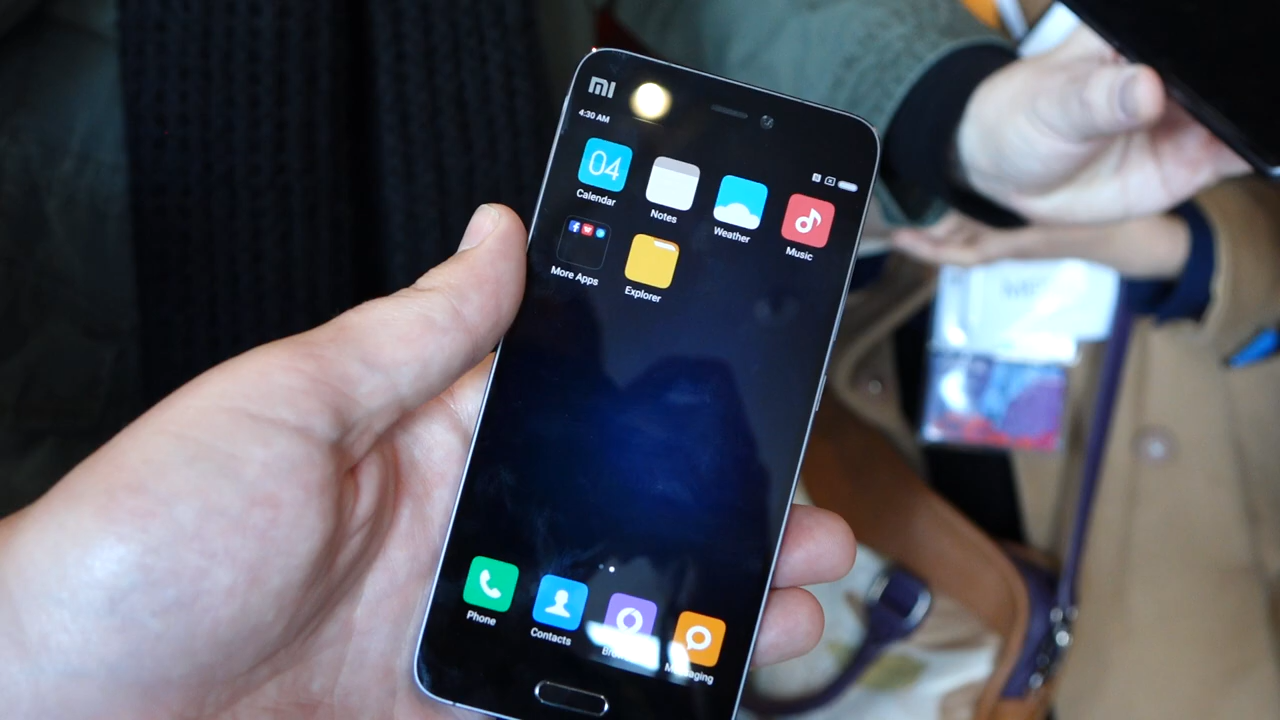 MI
4:30 AM
04
Calendar
Notes
Weather
Music
More Apps
Explorer
Phone
Contacts